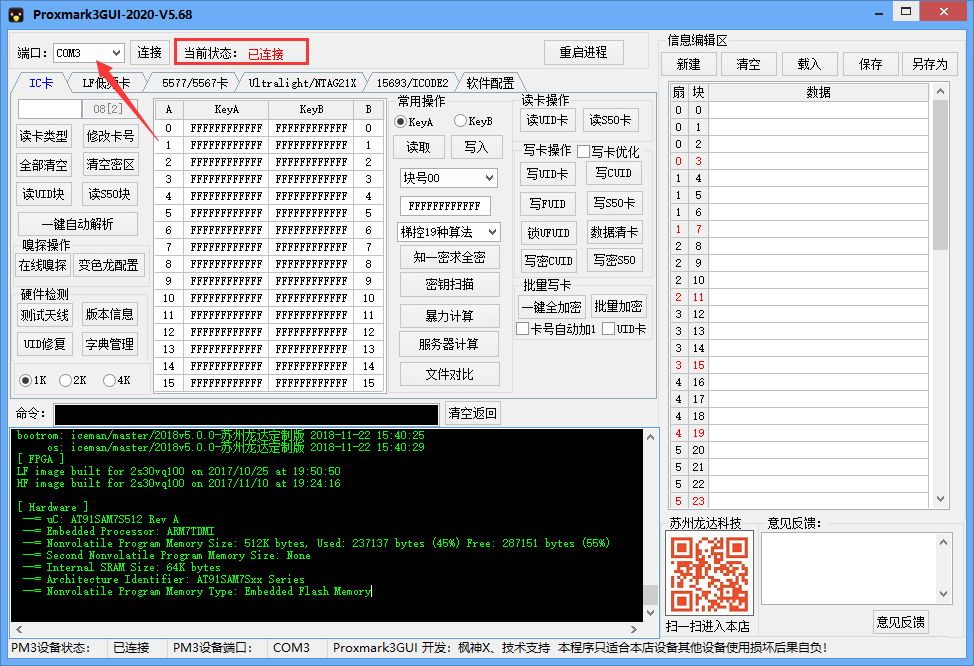 Proxmark3GUI-2020-V5.68
端口: COM3 连接 当前状态: 已连接 重启进程
IC卡 LF低频卡 5577/5567卡 Ultralight/NTAG21X 15693/ICODE2 软件配置
08[2]
读卡类型 修改卡号
全部清空 清空密区
读UID块 读S50块
一键自动解析
嗅探操作
在线嗅探 变色龙配置
硬件检测
测试天线 版本信息
UID修复 字典管理
1K 2K 4K
A KeyA KeyB B
0 FFFFFFFFFFFF FFFFFFFFFFFF 0
1 FFFFFFFFFFFF FFFFFFFFFFFF 1
2 FFFFFFFFFFFF FFFFFFFFFFFF 2
3 FFFFFFFFFFFF FFFFFFFFFFFF 3
4 FFFFFFFFFFFF FFFFFFFFFFFF 4
5 FFFFFFFFFFFF FFFFFFFFFFFF 5
6 FFFFFFFFFFFF FFFFFFFFFFFF 6
7 FFFFFFFFFFFF FFFFFFFFFFFF 7
8 FFFFFFFFFFFF FFFFFFFFFFFF 8
9 FFFFFFFFFFFF FFFFFFFFFFFF 9
10 FFFFFFFFFFFF FFFFFFFFFFFF 10
11 FFFFFFFFFFFF FFFFFFFFFFFF 11
12 FFFFFFFFFFFF FFFFFFFFFFFF 12
13 FFFFFFFFFFFF FFFFFFFFFFFF 13
14 FFFFFFFFFFFF FFFFFFFFFFFF 14
15 FFFFFFFFFFFF FFFFFFFFFFFF 15
常用操作
KeyA KeyB
读取 写入
块号00
FFFFFFFFFFFF
梯控19种算法
知一密求全密
密钥扫描
暴力计算
服务器计算
文件对比
读卡操作
读UID卡 读S50卡
写卡操作 写卡优化
写UID卡 写CUID
写FUID 写S50卡
锁UFUID 数据清卡
写密CUID 写密S50
批量写卡
一键全加密 批量加密
卡号自动加1 UID卡
命令: 清空返回
bootrom: iceman/master/2018v5.0.0-苏州龙达定制版 2018-11-22 15:40:25
os: iceman/master/2018v5.0.0-苏州龙达定制版 2018-11-22 15:40:29
[ FPGA ]
LF image built for 2s30vq100 on 2017/10/25 at 19:50:50
HF image built for 2s30vq100 on 2017/11/10 at 19:24:16
[ Hardware ]
--= uC: AT91SAM7S512 Rev A
--= Embedded Processor: ARM7TDMI
--= Nonvolatile Program Memory Size: 512K bytes, Used: 237137 bytes (45%) Free: 287151 bytes (55%)
--= Second Nonvolatile Program Memory Size: None
--= Internal SRAM Size: 64K bytes
--= Architecture Identifier: AT91SAM7Sxx Series
--= Nonvolatile Program Memory Type: Embedded Flash Memory
信息编辑区
新建 清空 载入 保存 另存为
扇 块 数据
0 0
0 1
0 2
0 3
1 4
1 5
1 6
1 7
2 8
2 9
2 10
2 11
3 12
3 13
3 14
3 15
4 16
4 17
4 18
4 19
5 20
5 21
5 22
5 23
苏州龙达科技
扫一扫进入本店
意见反馈:
意见反馈
PM3设备状态: 已连接 PM3设备端口: COM3 Proxmark3GUI 开发: 枫神X、技术支持 本程序只适合本店设备其他设备使用损坏后果自负!